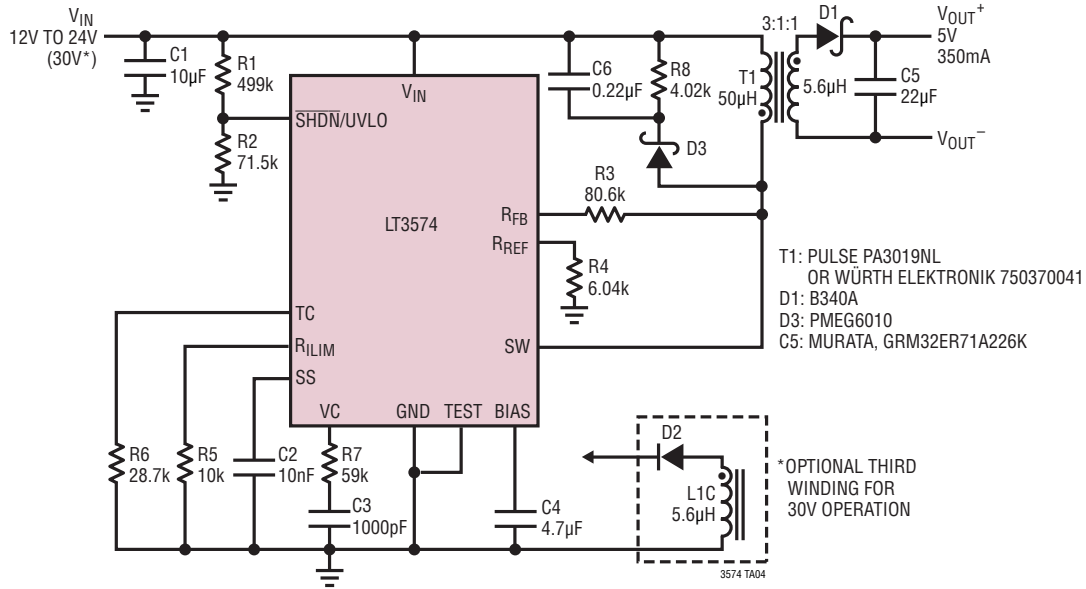 VIN
12V TO 24V
(30V*)
C1
10µF
R1
499k
R2
71.5k
VIN
SHDN/UVLO
LT3574
RFB
RREF
SW
TC
RILIM
SS
VC
GND
TEST
BIAS
C6
0.22µF
R8
4.02k
D3
R3
80.6k
R4
6.04k
3:1:1
T1
50µH
5.6µH
D1
C5
22µF
VOUT+
5V
350mA
VOUT–
T1: PULSE PA3019NL
OR WÜRTH ELEKTRONIK 750370041
D1: B340A
D3: PMEG6010
C5: MURATA, GRM32ER71A226K
R6
28.7k
R5
10k
C2
10nF
R7
59k
C3
1000pF
C4
4.7µF
D2
L1C
5.6µH
*OPTIONAL THIRD
WINDING FOR
30V OPERATION
3574 TA04